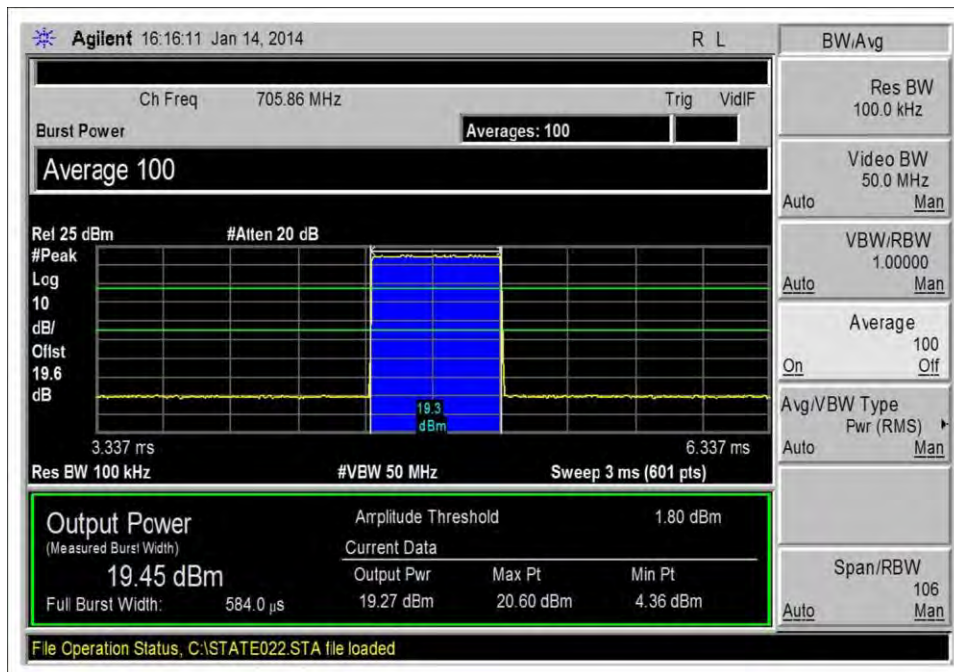 Agilent 16:16:11 Jan 14, 2014 R L
BW/Avg
Ch Freq 705.86 MHz Trig VidIF
Burst Power Averages: 100
Average 100
Ref 25 dBm #Atten 20 dB
#Peak
Log
10
dB/
Offst
19.6
dB
19.3
dBm
3.337 ms 6.337 ms
Res BW 100 kHz #VBW 50 MHz Sweep 3 ms (601 pts)
Output Power
(Measured Burst Width)
19.45 dBm
Full Burst Width: 584.0 µs
Amplitude Threshold 1.80 dBm
Current Data
Output Pwr Max Pt Min Pt
19.27 dBm 20.60 dBm 4.36 dBm
Res BW
100.0 kHz
Video BW
50.0 MHz
Auto Man
VBW/RBW
1.00000
Auto Man
Average
100
On Off
Avg/VBW Type
Pwr (RMS)
Auto Man
Span/RBW
106
Auto Man
File Operation Status, C:\STATE022.STA file loaded